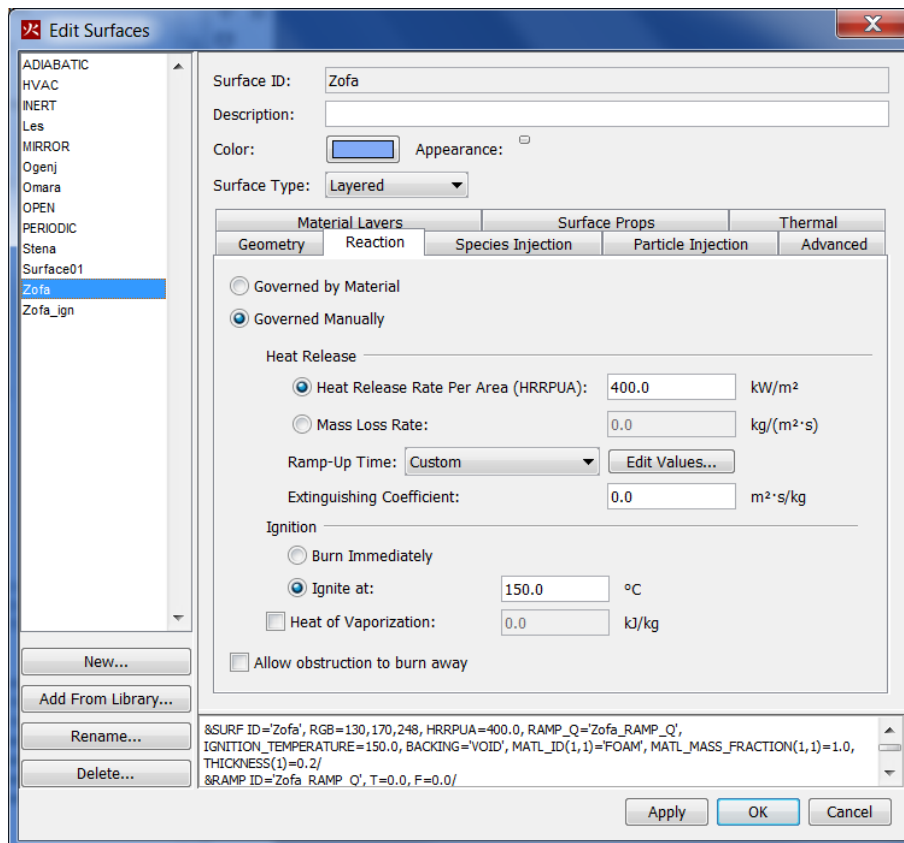 Edit Surfaces
ADIABATIC
HVAC
INERT
Les
MIRROR
Ogenj
Omara
OPEN
PERIODIC
Stena
Surface01
Zofa
Zofa_ign
New...
Add From Library...
Rename...
Delete...
Surface ID: Zofa
Description:
Color: Appearance:
Surface Type: Layered
Material Layers Surface Props Thermal
Geometry Reaction Species Injection Particle Injection Advanced
Governed by Material
Governed Manually
Heat Release
Heat Release Rate Per Area (HRRPUA): 400.0 kW/m²
Mass Loss Rate: 0.0 kg/(m²·s)
Ramp-Up Time: Custom Edit Values...
Extinguishing Coefficient: 0.0 m²·s/kg
Ignition
Burn Immediately
Ignite at: 150.0 °C
Heat of Vaporization: 0.0 kJ/kg
Allow obstruction to burn away
&SURF ID='Zofa', RGB=130,170,248, HRRPUA=400.0, RAMP_Q='Zofa_RAMP_Q',
IGNITION_TEMPERATURE=150.0, BACKING='VOID', MATL_ID(1,1)='FOAM', MATL_MASS_FRACTION(1,1)=1.0,
THICKNESS(1)=0.2/
&RAMP ID='Zofa_RAMP_Q', T=0.0, F=0.0/
Apply OK Cancel